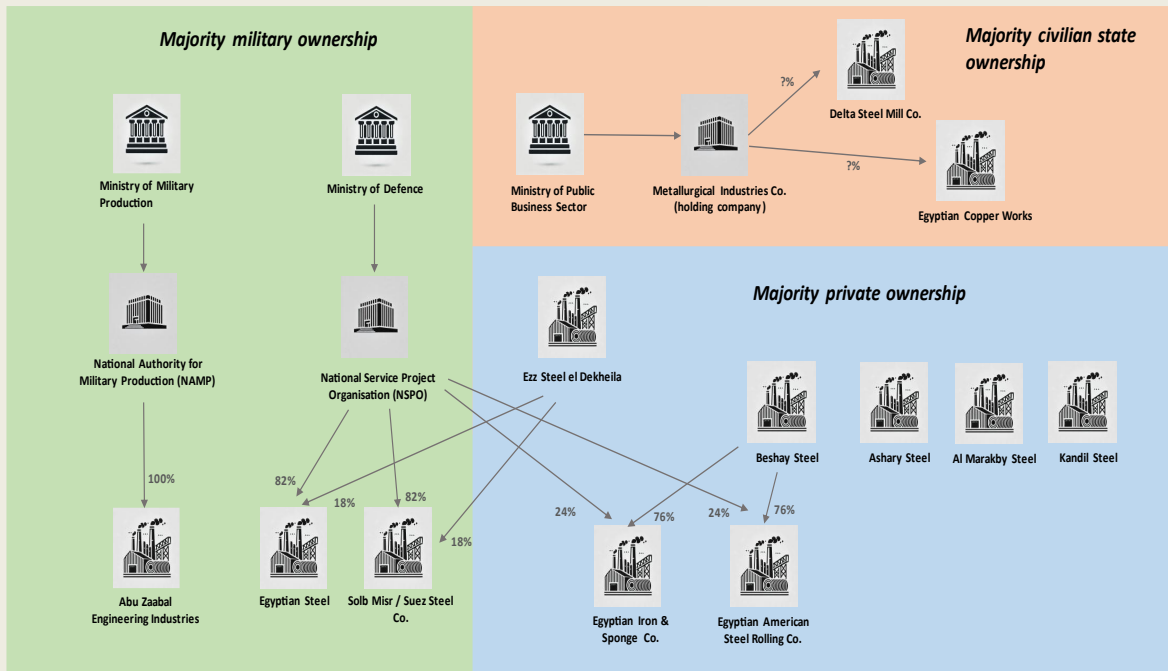 Majority military ownership
Ministry of Military
Production
Ministry of Defence
National Authority for
Military Production (NAMP)
National Service Project
Organisation (NSPO)
100%
82%
18%
82%
18%
Abu Zaabal
Engineering Industries
Egyptian Steel
Solb Misr / Suez Steel
Co.
Majority civilian state
ownership
?%
Delta Steel Mill Co.
?%
Ministry of Public
Business Sector
Metallurgical Industries Co.
(holding company)
Egyptian Copper Works
Majority private ownership
Ezz Steel el Dekheila
Beshay Steel
Ashary Steel
Al Marakby Steel
Kandil Steel
24%
76%
24%
76%
Egyptian Iron &
Sponge Co.
Egyptian American
Steel Rolling Co.